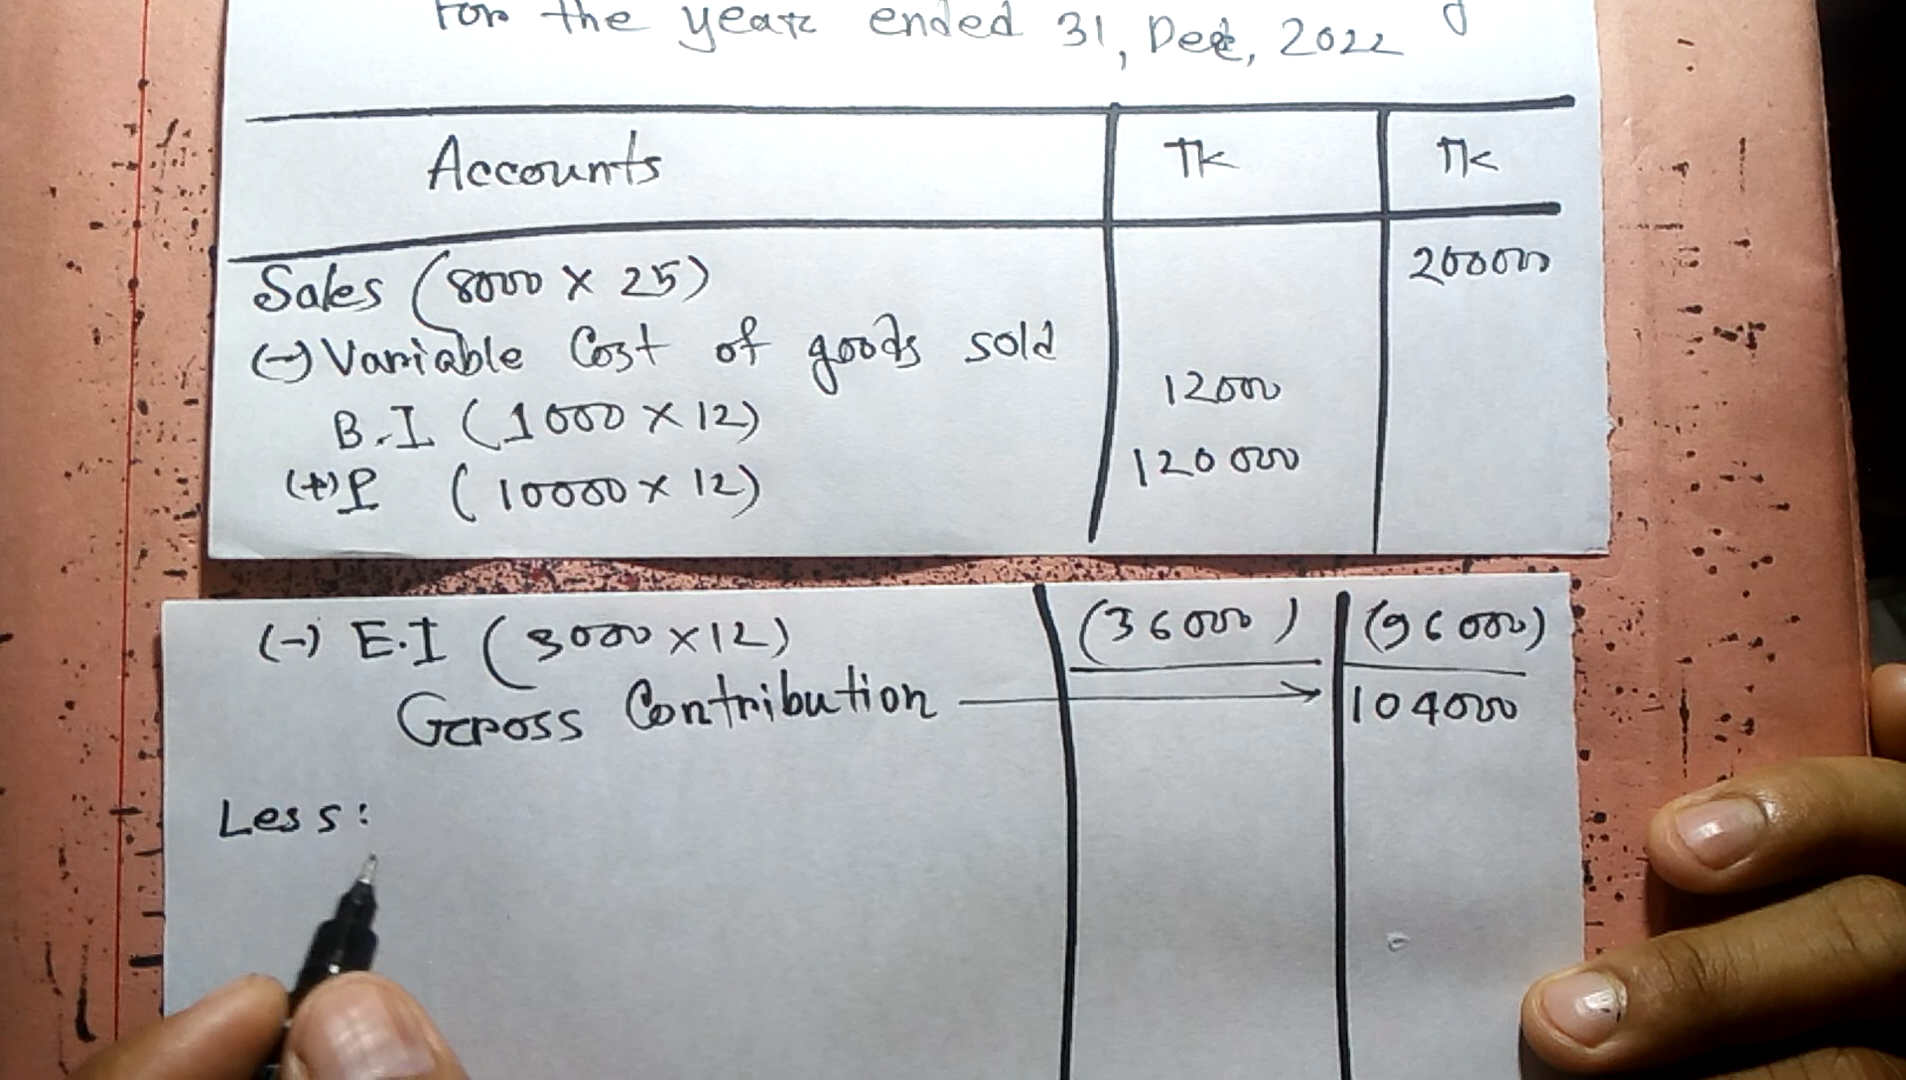 For the year ended 31, Dec, 2022
Accounts TK TK
Sales (8000 × 25) 200000
(-) Variable Cost of goods sold
B.I (1000 × 12) 12000
(+) P (10000 × 12) 120000
(-) E.I (3000 × 12) (36000) (96000)
Gross Contribution → 104000
Less: